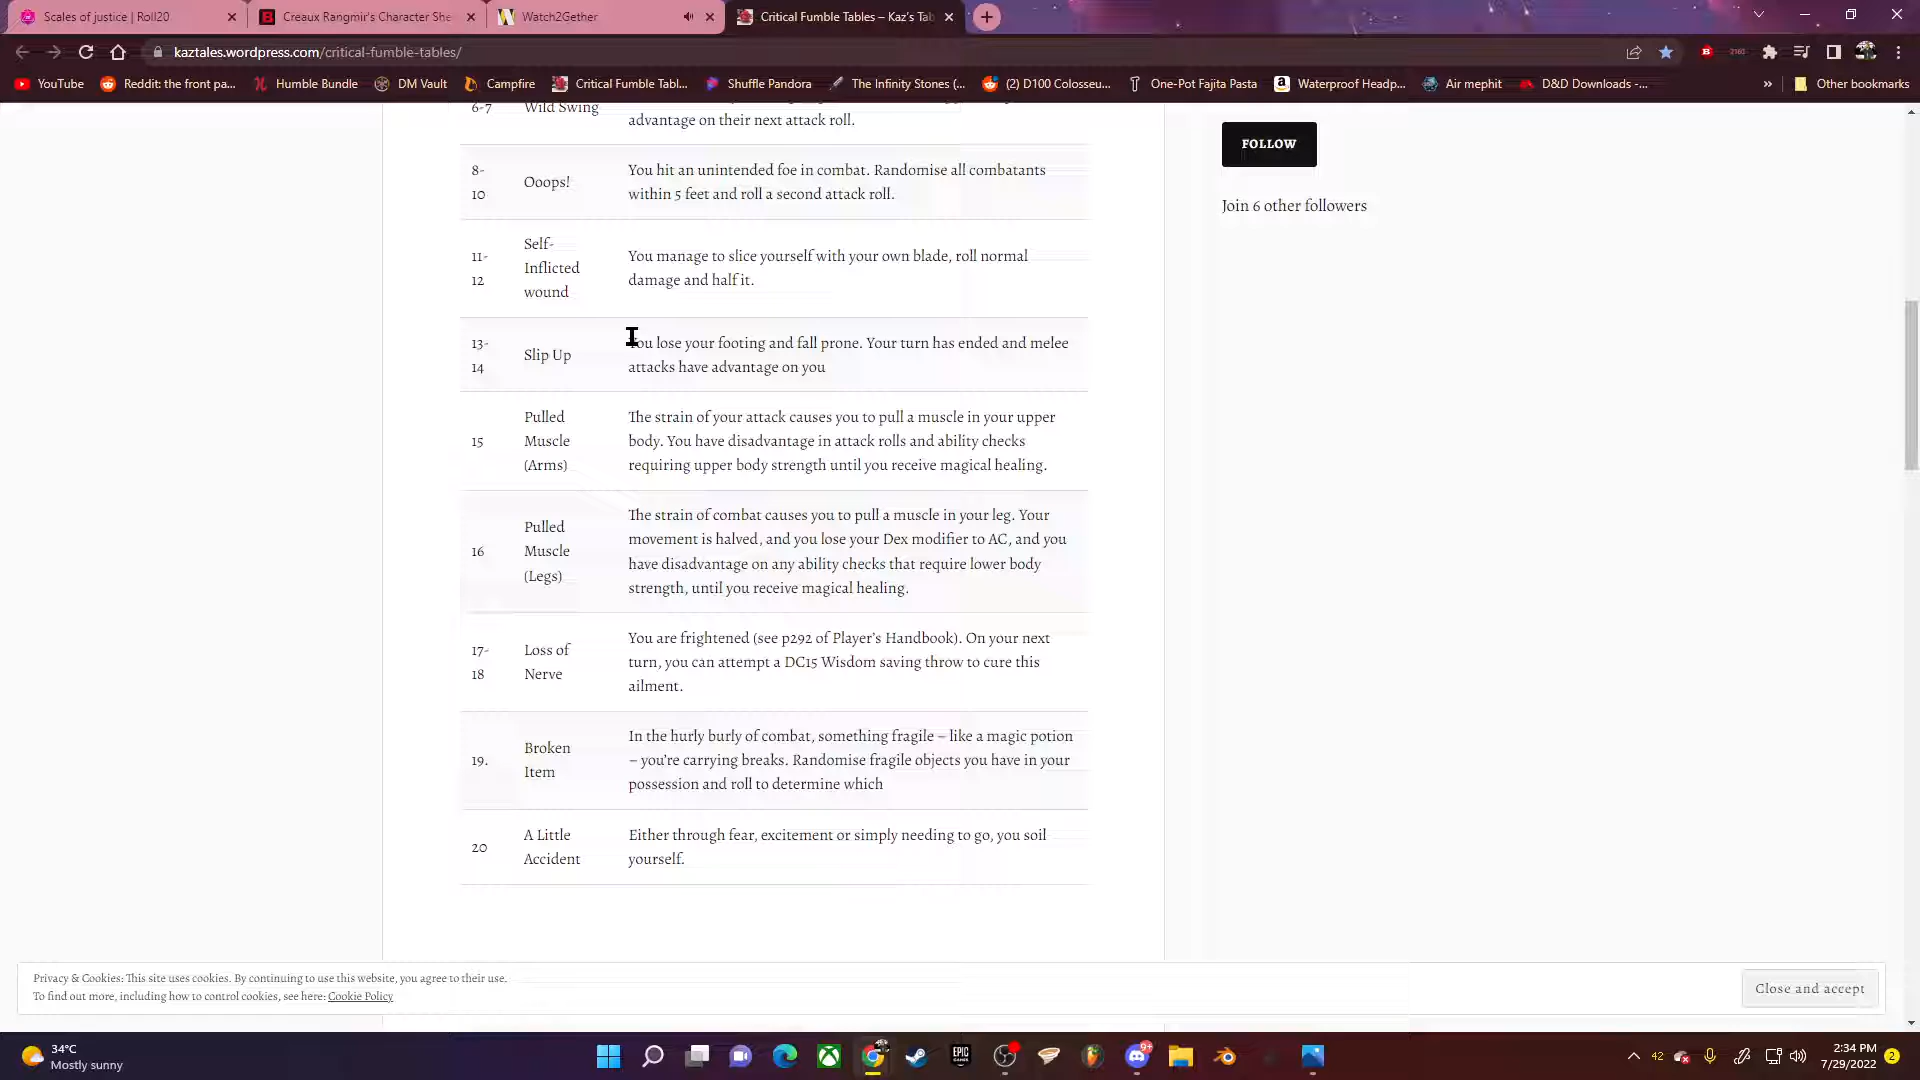 Scales of justice | Roll20
Creaux Rangmir's Character She
Watch2Gether
Critical Fumble Tables – Kaz's Tab
kaztales.wordpress.com/critical-fumble-tables/
YouTube
Reddit: the front pa...
Humble Bundle
DM Vault
Campfire
Critical Fumble Tabl...
Shuffle Pandora
The Infinity Stones (...
(2) D100 Colosseu...
One-Pot Fajita Pasta
Waterproof Headp...
Air mephit
D&D Downloads -...
»
Other bookmarks
6-7
Wild Swing
advantage on their next attack roll.
8-
10
Ooops!
You hit an unintended foe in combat. Randomise all combatants
within 5 feet and roll a second attack roll.
11-
12
Self-
Inflicted
wound
You manage to slice yourself with your own blade, roll normal
damage and half it.
13-
14
Slip Up
You lose your footing and fall prone. Your turn has ended and melee
attacks have advantage on you
15
Pulled
Muscle
(Arms)
The strain of your attack causes you to pull a muscle in your upper
body. You have disadvantage in attack rolls and ability checks
requiring upper body strength until you receive magical healing.
16
Pulled
Muscle
(Legs)
The strain of combat causes you to pull a muscle in your leg. Your
movement is halved, and you lose your Dex modifier to AC, and you
have disadvantage on any ability checks that require lower body
strength, until you receive magical healing.
17-
18
Loss of
Nerve
You are frightened (see p292 of Player's Handbook). On your next
turn, you can attempt a DC15 Wisdom saving throw to cure this
ailment.
19.
Broken
Item
In the hurly burly of combat, something fragile – like a magic potion
– you're carrying breaks. Randomise fragile objects you have in your
possession and roll to determine which
20
A Little
Accident
Either through fear, excitement or simply needing to go, you soil
yourself.
FOLLOW
Join 6 other followers
Privacy & Cookies: This site uses cookies. By continuing to use this website, you agree to their use.
To find out more, including how to control cookies, see here: Cookie Policy
Close and accept
34°C
Mostly sunny
EPIC
9+
42
2:34 PM
7/29/2022
2